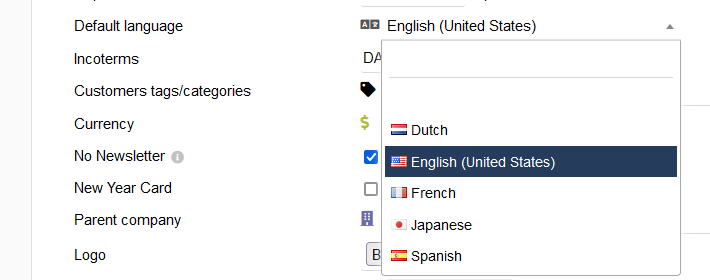 Default language English (United States)
Incoterms DA
Customers tags/categories
Currency $
Dutch
No Newsletter
English (United States)
New Year Card
French
Parent company
Japanese
Logo B
Spanish